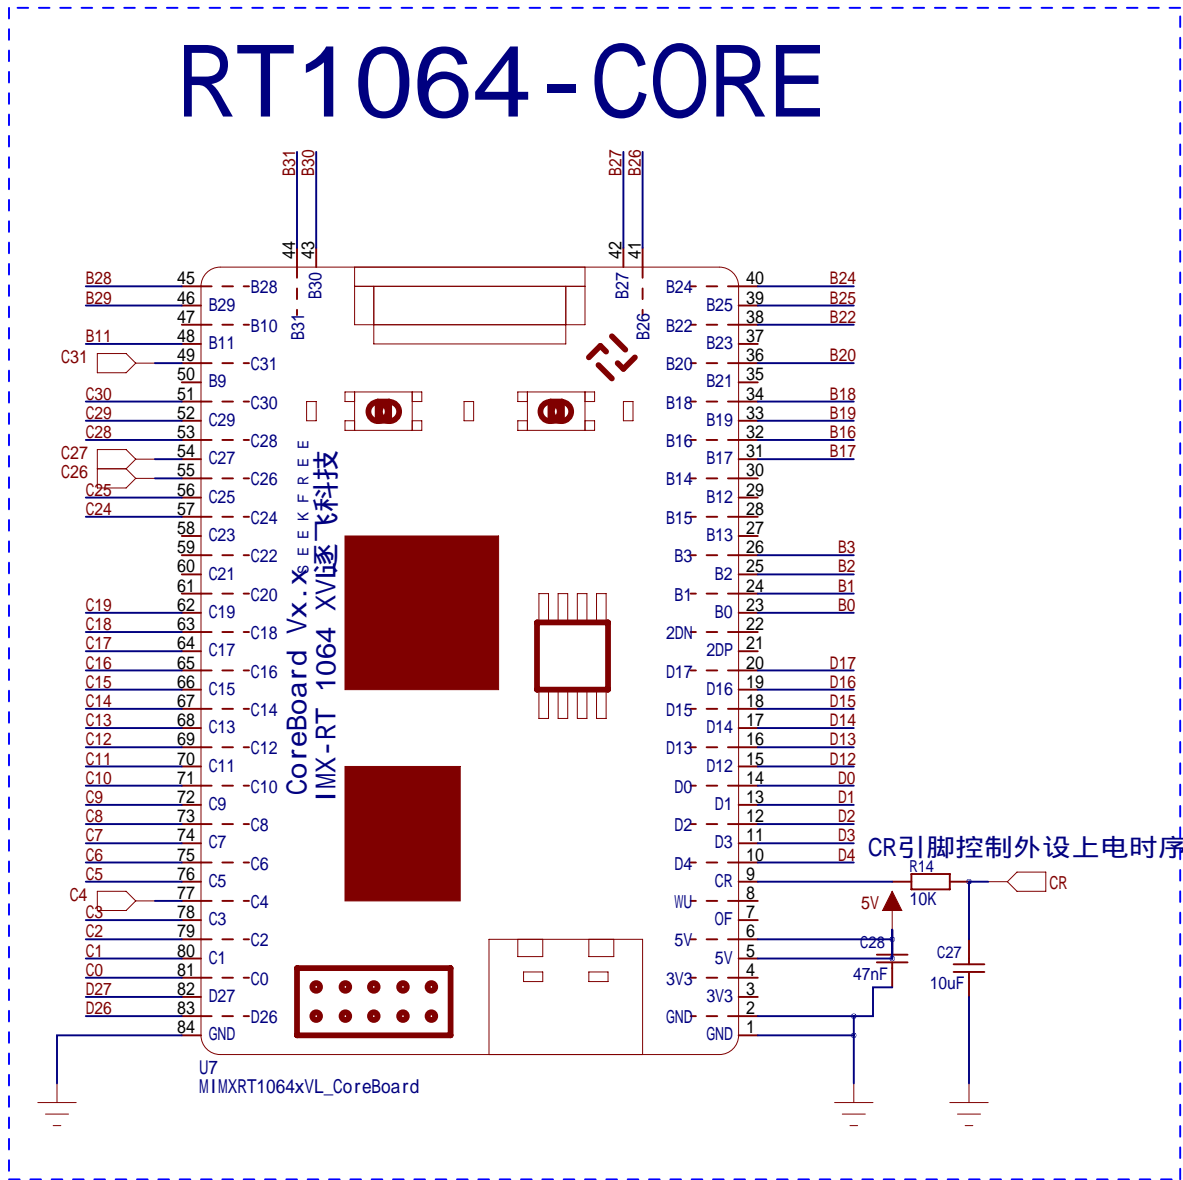 RT1064-CORE
B31
B30
B27
B26
44
43
42
41
B31
B30
B27
B26
B28 45 B28
B29 46 B29
47 B10
B11 48 B11
C31 49 C31
50 B9
C30 51 C30
C29 52 C29
C28 53 C28
C27 54 C27
C26 55 C26
C25 56 C25
C24 57 C24
58 C23
59 C22
60 C21
61 C20
C19 62 C19
C18 63 C18
C17 64 C17
C16 65 C16
C15 66 C15
C14 67 C14
C13 68 C13
C12 69 C12
C11 70 C11
C10 71 C10
C9 72 C9
C8 73 C8
C7 74 C7
C6 75 C6
C5 76 C5
C4 77 C4
C3 78 C3
C2 79 C2
C1 80 C1
C0 81 C0
D27 82 D27
D26 83 D26
84 GND
SEEKFREE
逐飞科技
CoreBoard Vx.x
IMX-RT 1064 XVL
B24 40 B24
B25 39 B25
B22 38 B22
B23 37
B20 36 B20
B21 35
B18 34 B18
B19 33 B19
B16 32 B16
B17 31 B17
B14 30
B12 29
B15 28
B13 27
B3 26 B3
B2 25 B2
B1 24 B1
B0 23 B0
2DN 22
2DP 21
D17 20 D17
D16 19 D16
D15 18 D15
D14 17 D14
D13 16 D13
D12 15 D12
D0 14 D0
D1 13 D1
D2 12 D2
D3 11 D3
D4 10 D4
CR 9
WU 8
OF 7
5V 6
5V 5
3V3 4
3V3 3
GND 2
GND 1
CR引脚控制外设上电时序
R14
10K
CR
5V
C28
47nF
C27
10uF
U7
MIMXRT1064xVL_CoreBoard